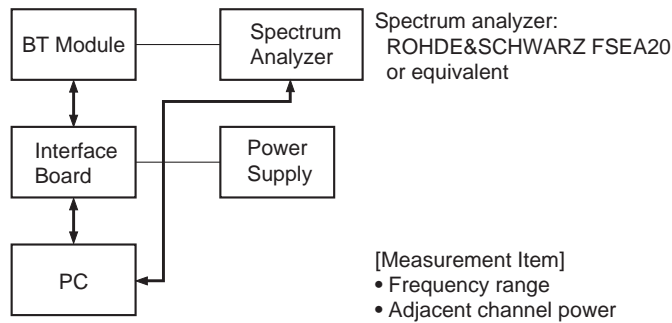 BT Module
Spectrum
Analyzer
Spectrum analyzer:
ROHDE&SCHWARZ FSEA20
or equivalent
Interface
Board
Power
Supply
PC
[Measurement Item]
• Frequency range
• Adjacent channel power